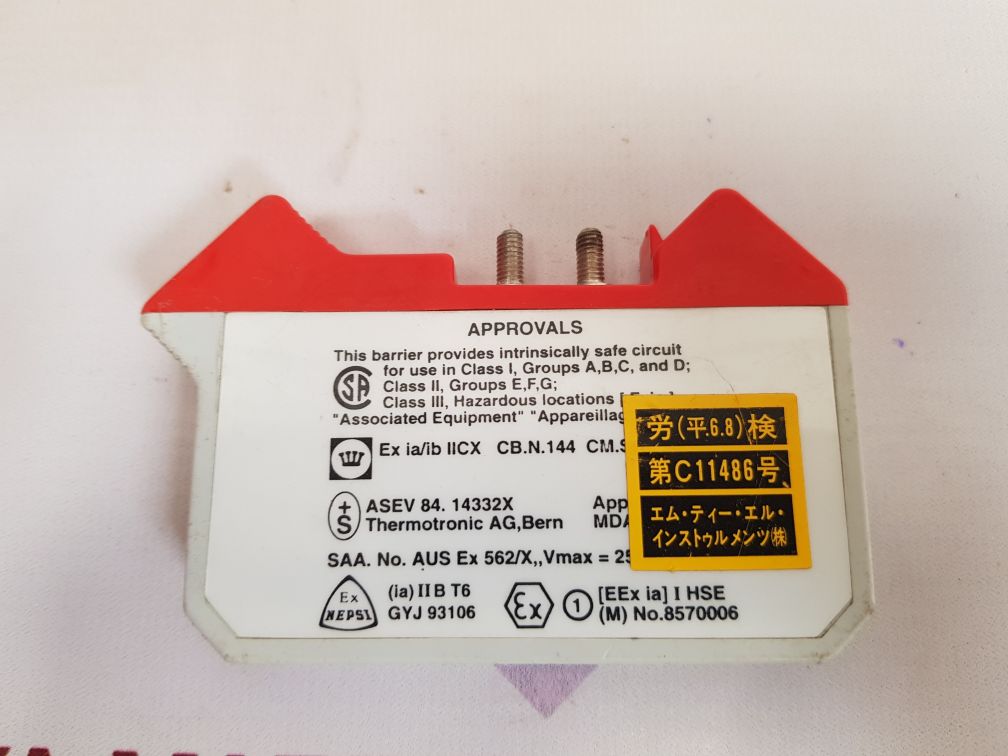 APPROVALS
This barrier provides intrinsically safe circuit
for use in Class I, Groups A,B,C, and D;
Class II, Groups E,F,G;
Class III, Hazardous locations
SA
"Associated Equipment" "Appareillag
Ex ia/ib IICX CB.N.144 CM.S
ASEV 84. 14332X App
+S Thermotronic AG,Bern MDA
SAA. No. AUS Ex 562/X,,Vmax = 25
Ex NEPSI
(ia) II B T6
GYJ 93106
Ex
1
[EEx ia] I HSE
(M) No.8570006
労(平.6.8)検
第C11486号
エム・ティー・エル・
インストゥルメンツ㈱